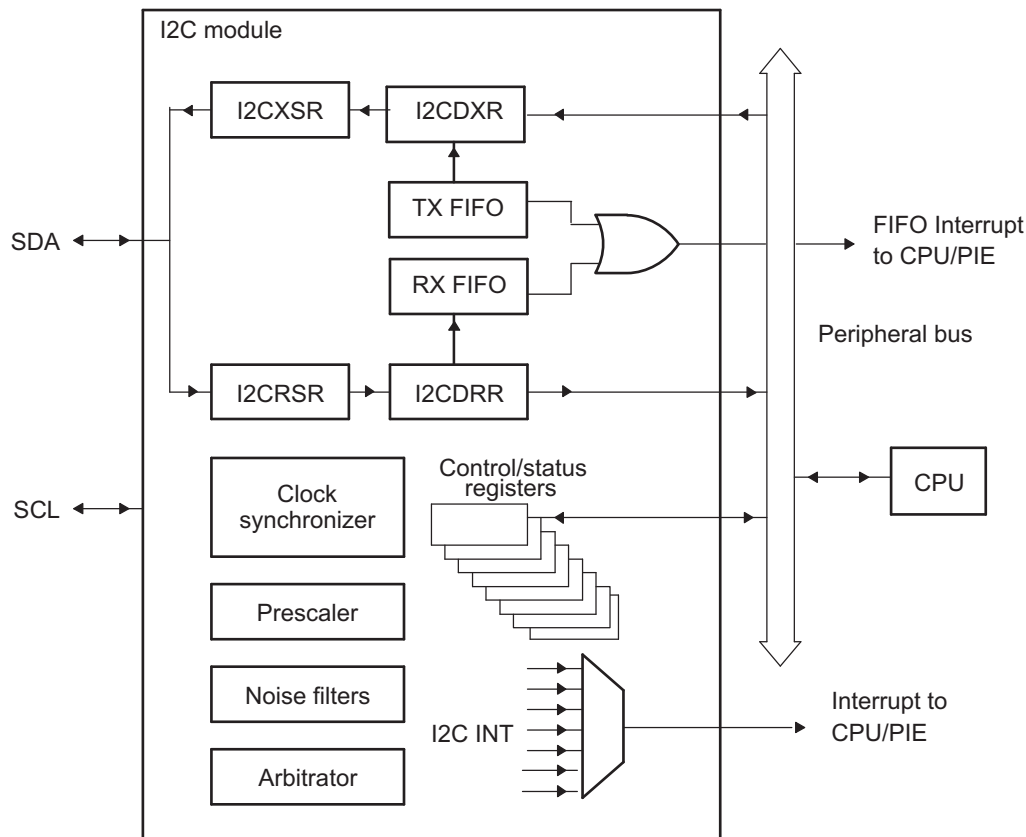 I2C module
I2CXSR
I2CDXR
TX FIFO
SDA
FIFO Interrupt
to CPU/PIE
RX FIFO
Peripheral bus
I2CRSR
I2CDRR
Control/status
registers
Clock
synchronizer
CPU
SCL
Prescaler
Noise filters
I2C INT
Interrupt to
CPU/PIE
Arbitrator